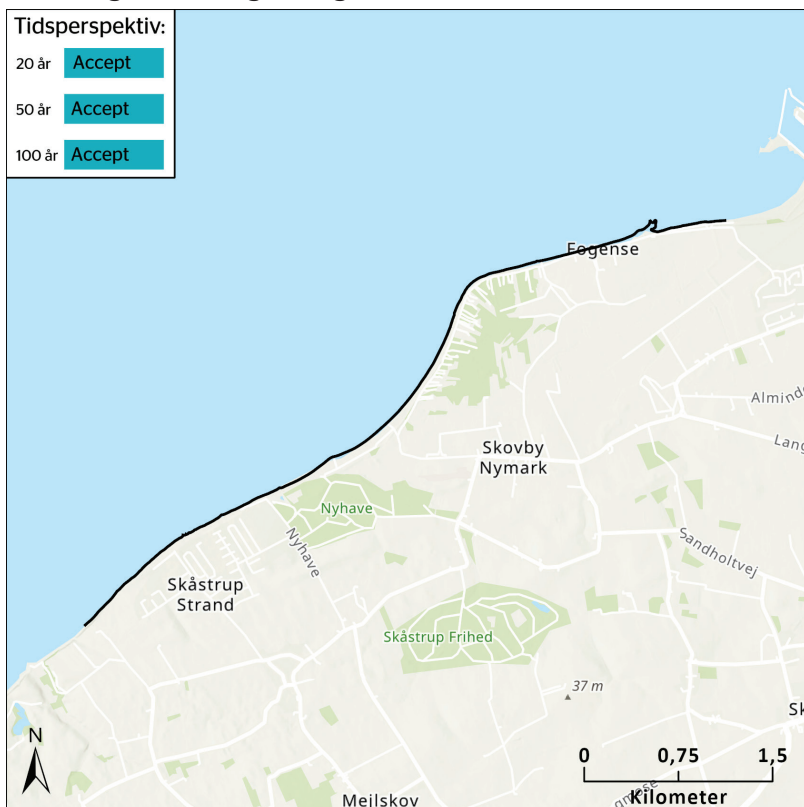 Tidsperspektiv:
20 år Accept
50 år Accept
100 år Accept
Fogense
Skovby
Nymark
Nyhave
Nyhave
Skåstrup
Strand
Sandholtvej
Skåstrup Frihed
37 m
N
0 0,75 1,5
Kilometer
Mejlskov